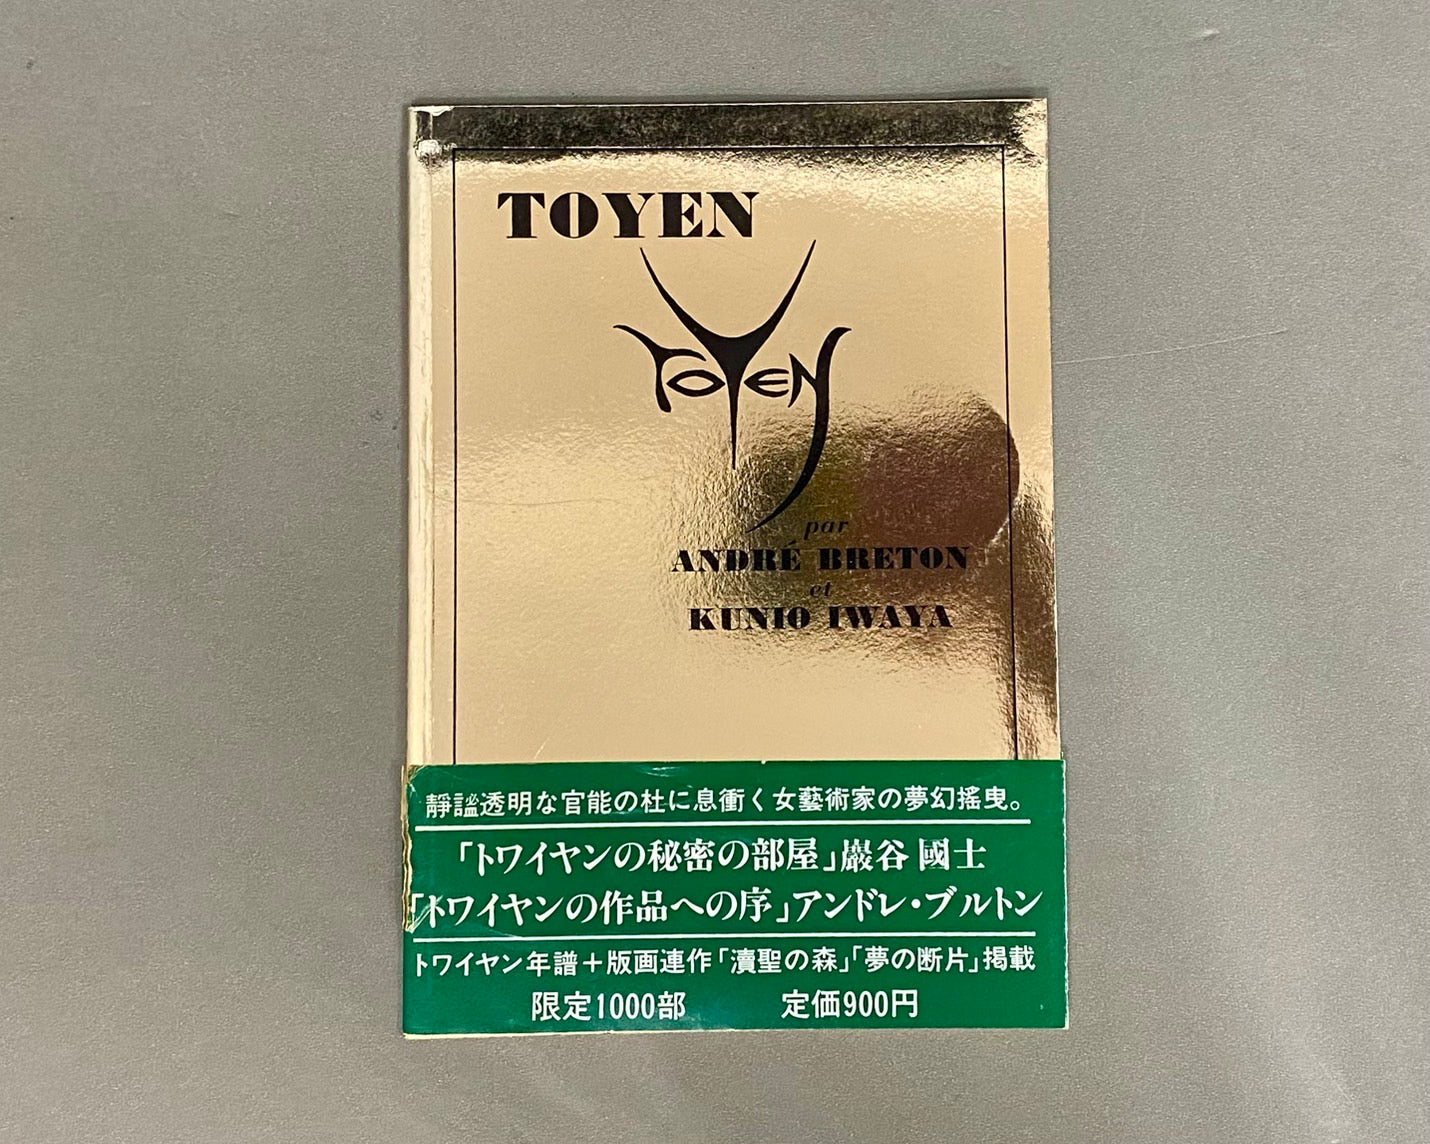 TOYEN
TOYEN
par
ANDRÉ BRETON
et
KUNIO IWAYA
靜謐透明な官能の杜に息衝く女藝術家の夢幻搖曳。
「トワイヤンの秘密の部屋」巖谷 國士
「トワイヤンの作品への序」アンドレ・ブルトン
トワイヤン年譜＋版画連作「瀆聖の森」「夢の断片」掲載
限定1000部 定価900円